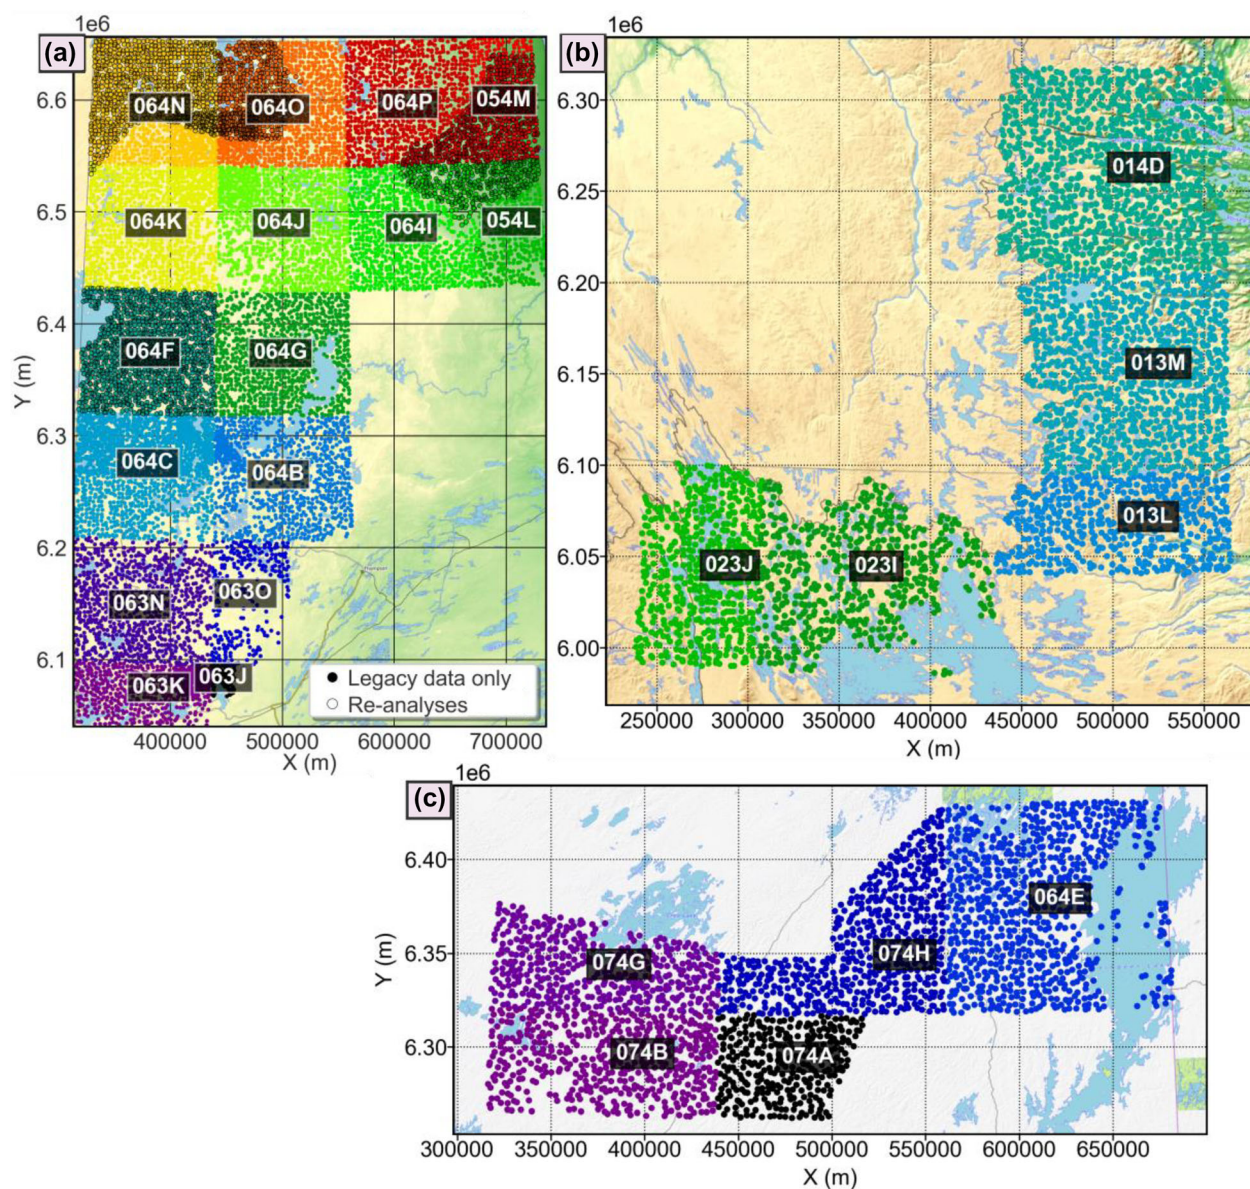 1e6
(a)
6.6
064N
064O
064P
054M
6.5
064K
064J
064I
054L
Y (m)
6.4
064F
064G
6.3
064C
064B
6.2
063N
063O
6.1
063K
063J
Legacy data only
Re-analyses
400000 500000 600000 700000
X (m)
1e6
(b)
6.30
014D
6.25
6.20
013M
6.15
6.10
013L
6.05
023J
023I
6.00
250000 300000 350000 400000 450000 500000 550000
X (m)
1e6
(c)
6.40
064E
Y (m)
6.35
074G
074H
6.30
074B
074A
300000 350000 400000 450000 500000 550000 600000 650000
X (m)